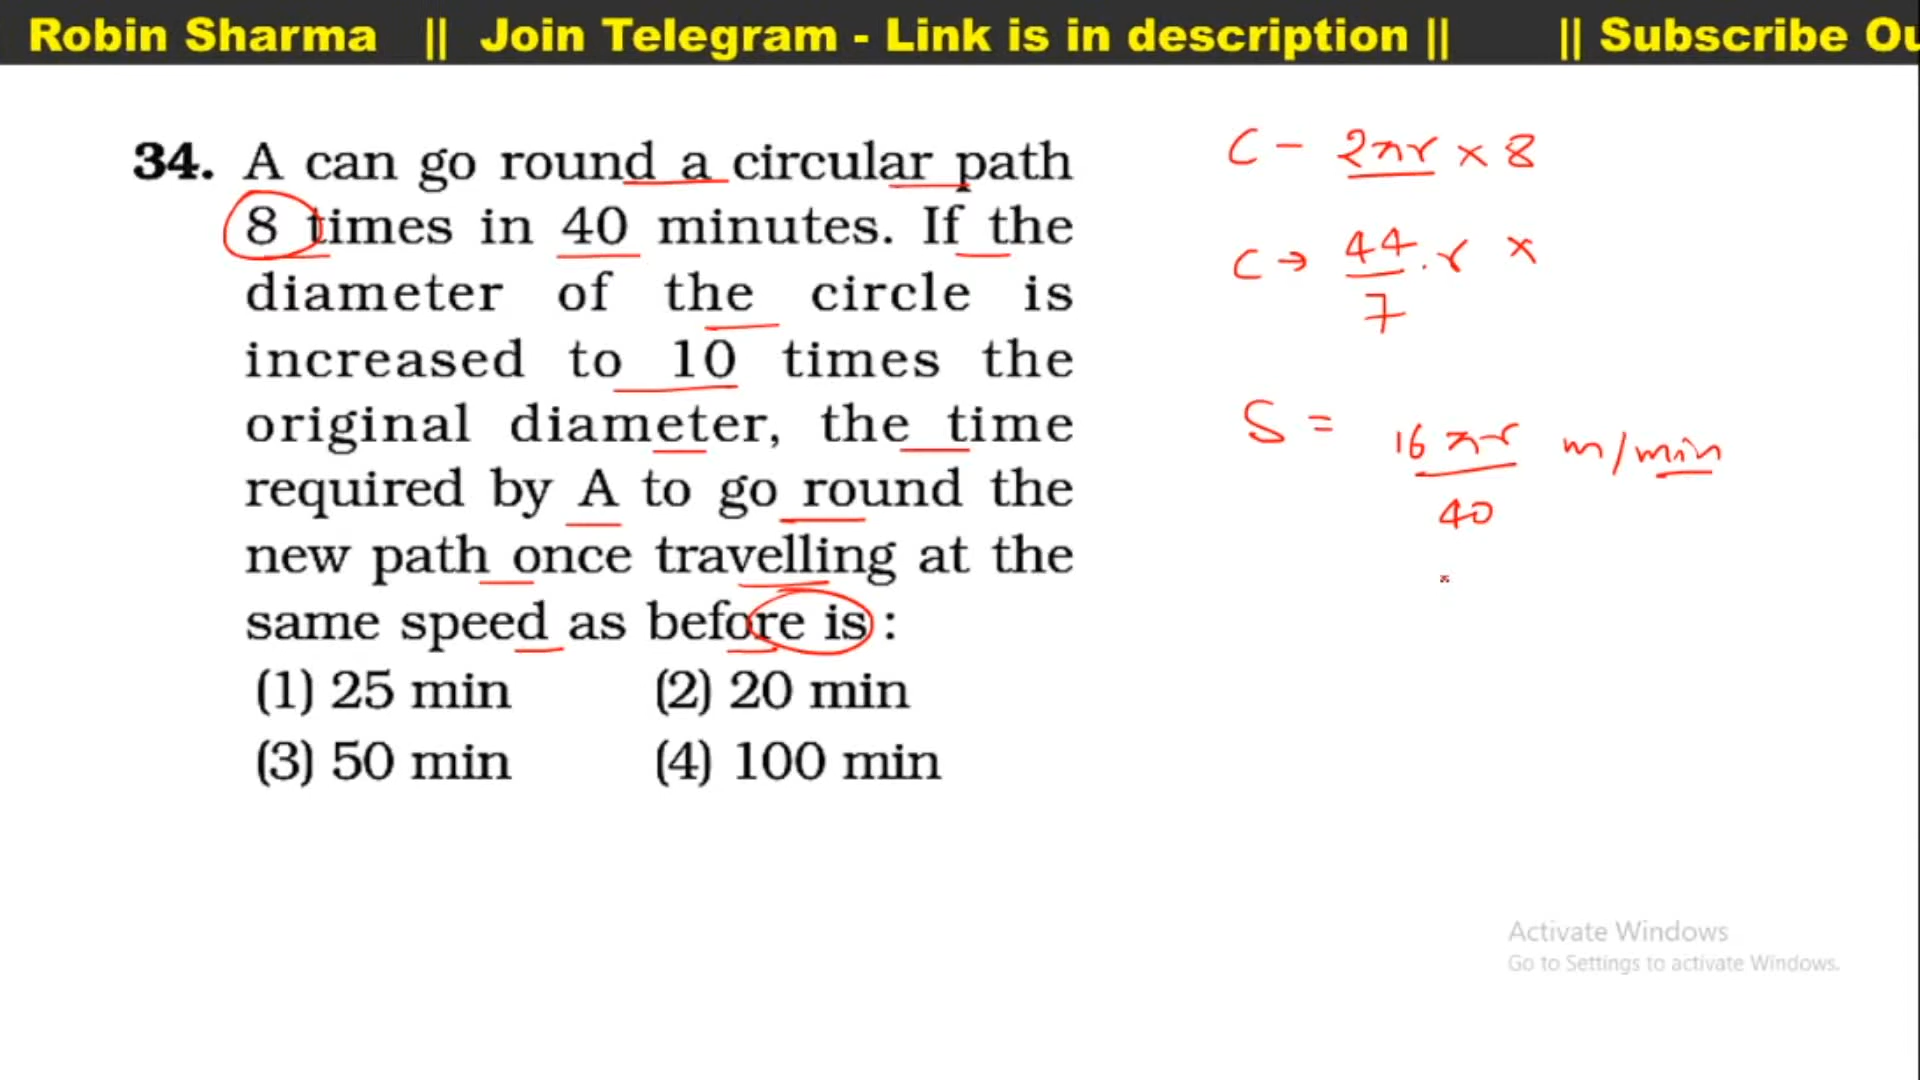 Robin Sharma || Join Telegram - Link is in description || || Subscribe Ou
34. A can go round a circular path
8 times in 40 minutes. If the
diameter of the circle is
increased to 10 times the
original diameter, the time
required by A to go round the
new path once travelling at the
same speed as before is :
(1) 25 min (2) 20 min
(3) 50 min (4) 100 min
C - 2πr × 8
C → 44/7 . r ×
S = 16πr/40 m/min
Activate Windows
Go to Settings to activate Windows.